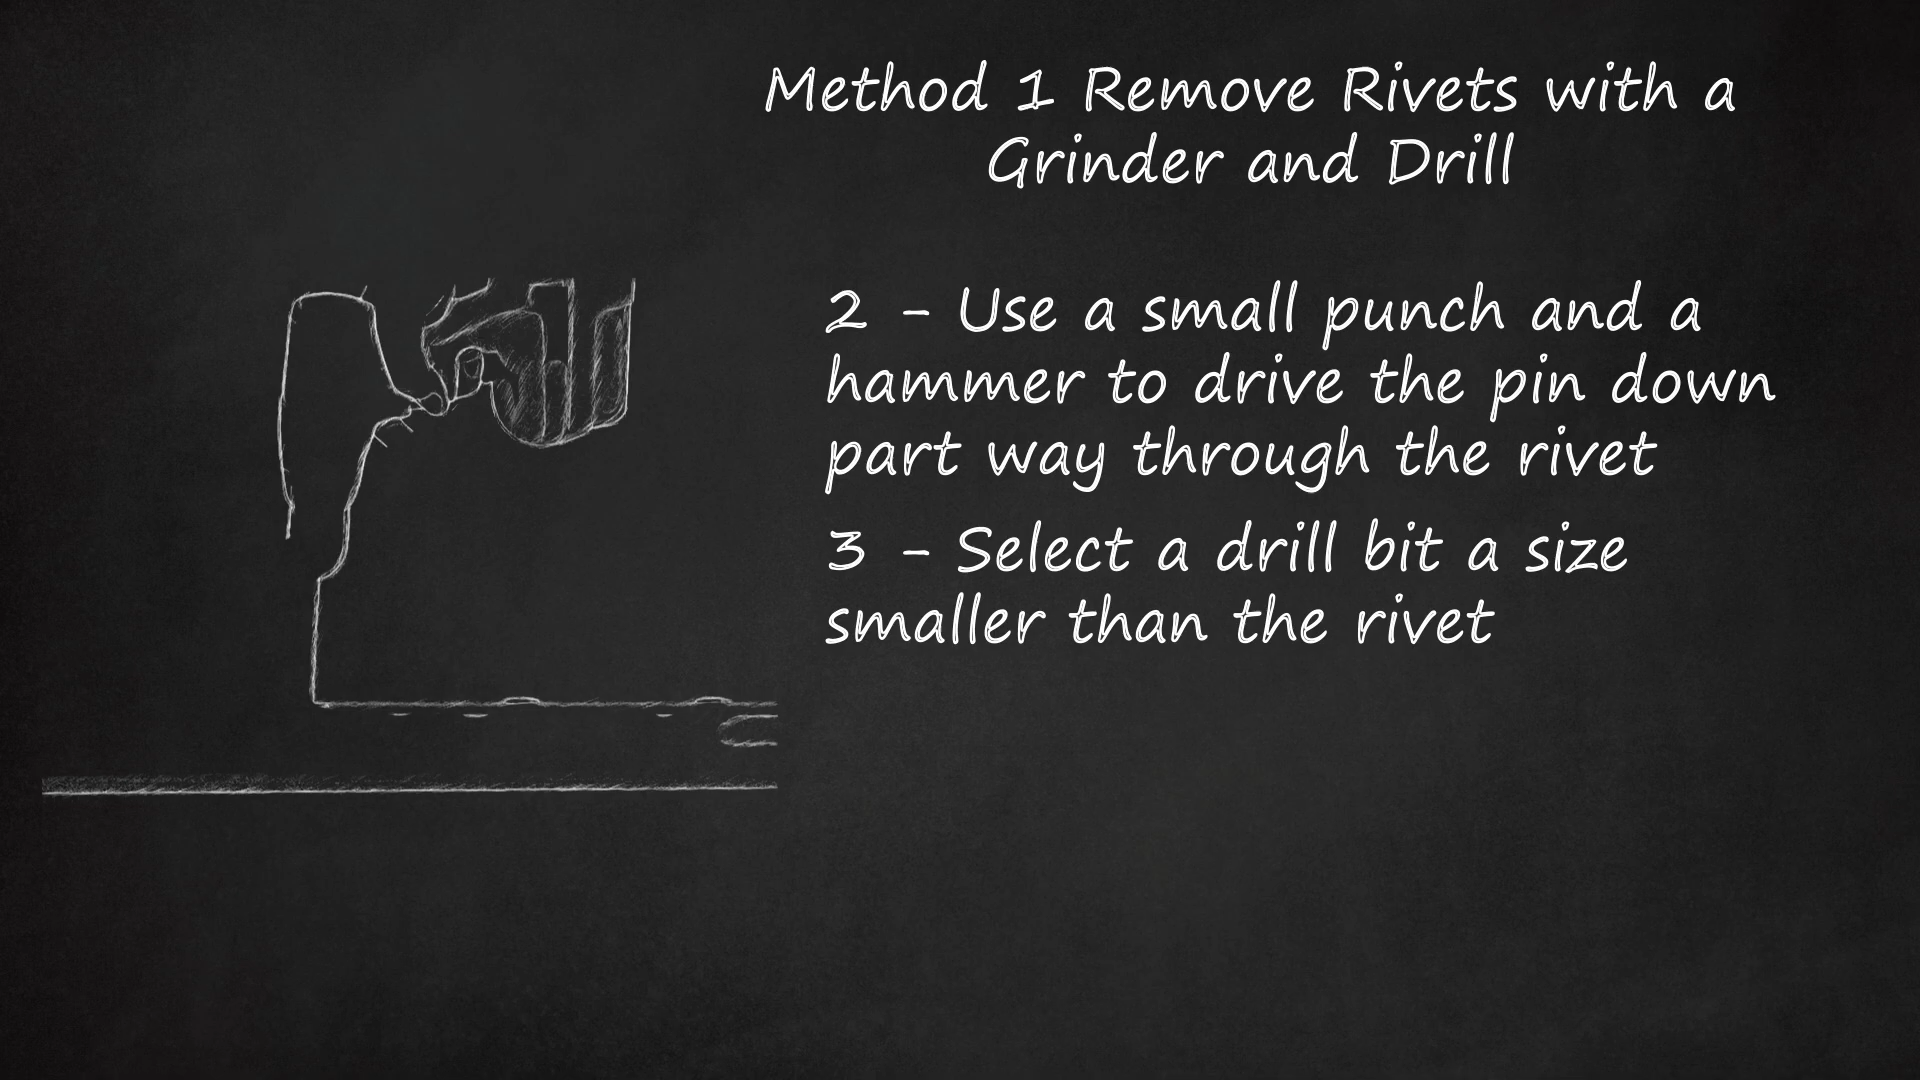 Method 1 Remove Rivets with a
Grinder and Drill
2 - Use a small punch and a
hammer to drive the pin down
part way through the rivet
3 - Select a drill bit a size
smaller than the rivet